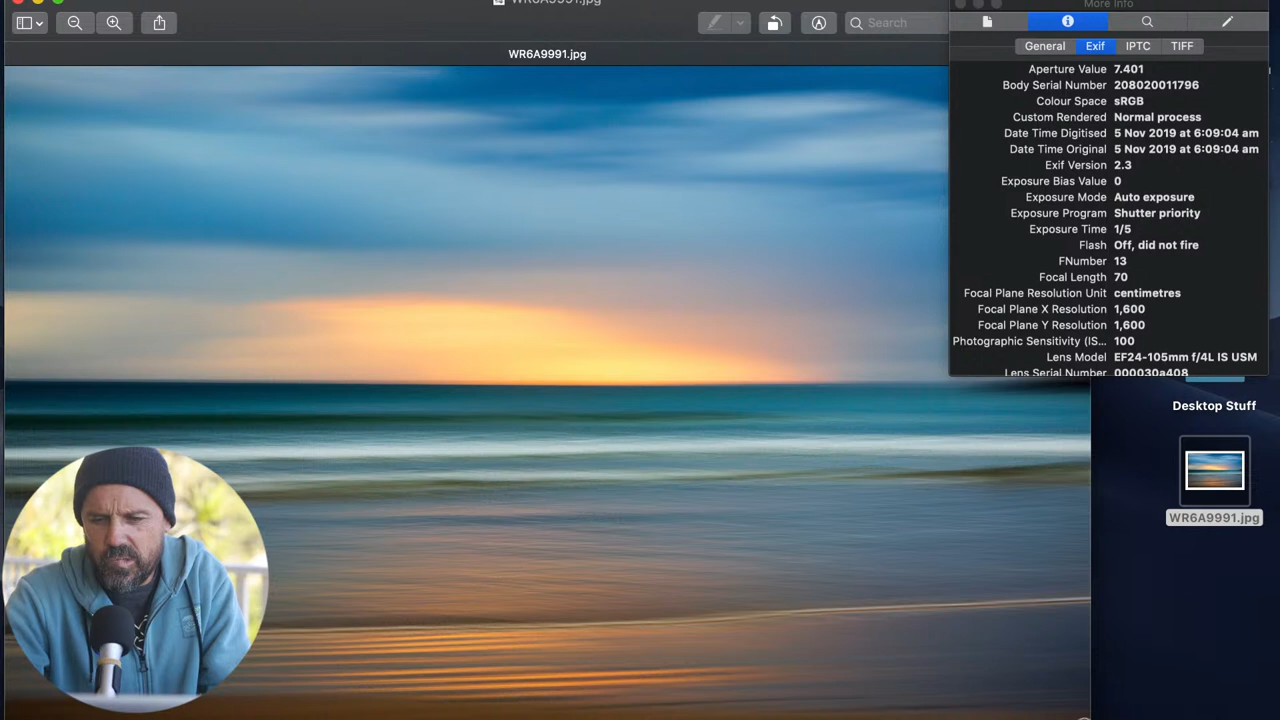 WR6A9991.jpg
Search
WR6A9991.jpg
More Info
General Exif IPTC TIFF
Aperture Value 7.401
Body Serial Number 208020011796
Colour Space sRGB
Custom Rendered Normal process
Date Time Digitised 5 Nov 2019 at 6:09:04 am
Date Time Original 5 Nov 2019 at 6:09:04 am
Exif Version 2.3
Exposure Bias Value 0
Exposure Mode Auto exposure
Exposure Program Shutter priority
Exposure Time 1/5
Flash Off, did not fire
FNumber 13
Focal Length 70
Focal Plane Resolution Unit centimetres
Focal Plane X Resolution 1,600
Focal Plane Y Resolution 1,600
Photographic Sensitivity (IS... 100
Lens Model EF24-105mm f/4L IS USM
Lens Serial Number 000030a408
Desktop Stuff
WR6A9991.jpg